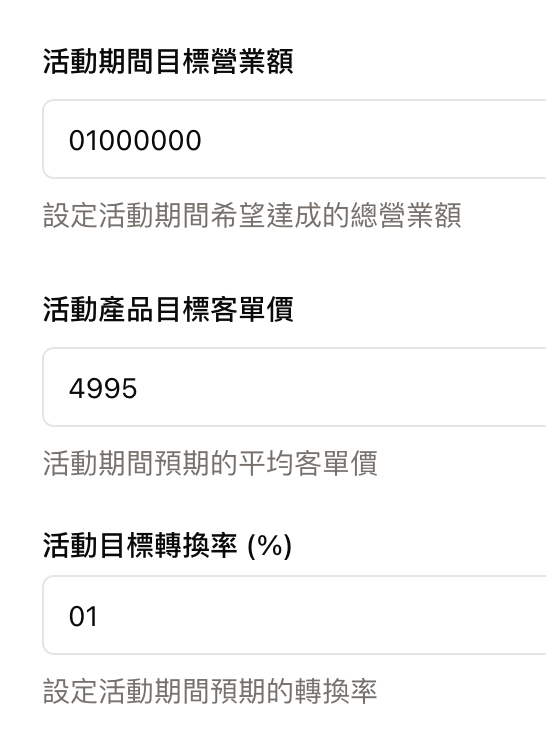 活動期間目標營業額
01000000
設定活動期間希望達成的總營業額
活動產品目標客單價
4995
活動期間預期的平均客單價
活動目標轉換率 (%)
01
設定活動期間預期的轉換率